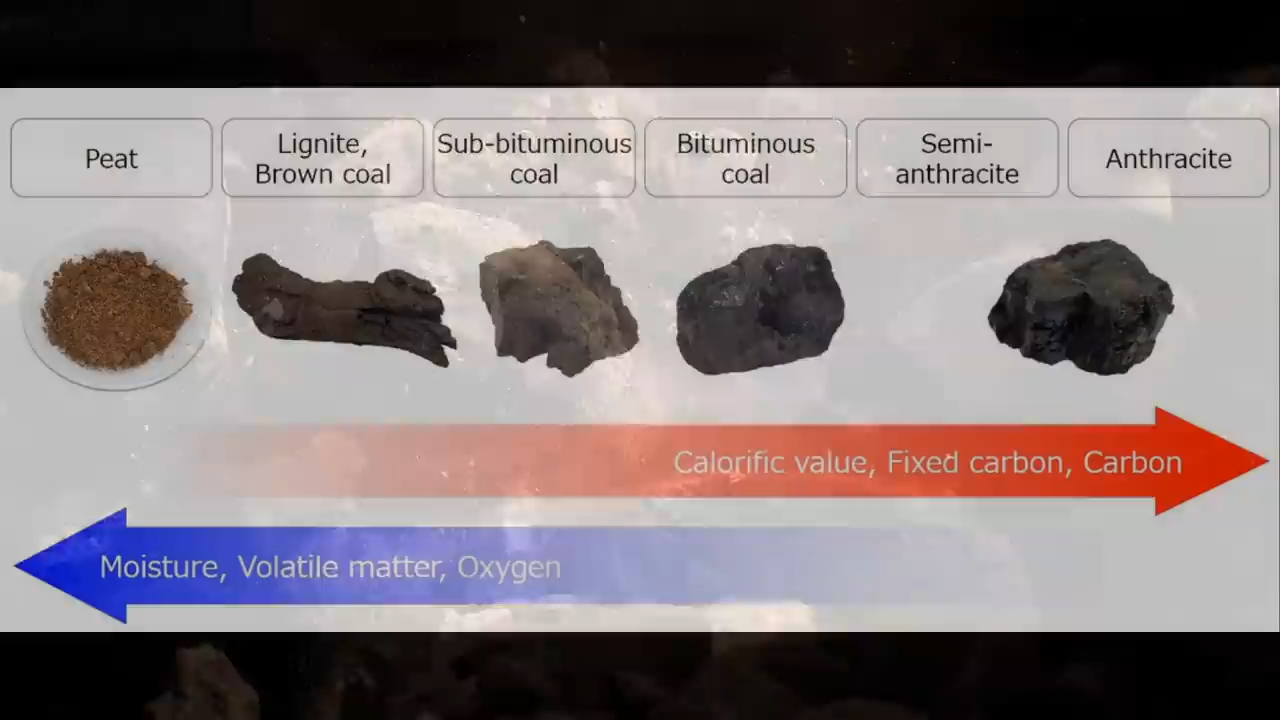 Peat
Lignite,
Brown coal
Sub-bituminous
coal
Bituminous
coal
Semi-
anthracite
Anthracite
Calorific value, Fixed carbon, Carbon
Moisture, Volatile matter, Oxygen